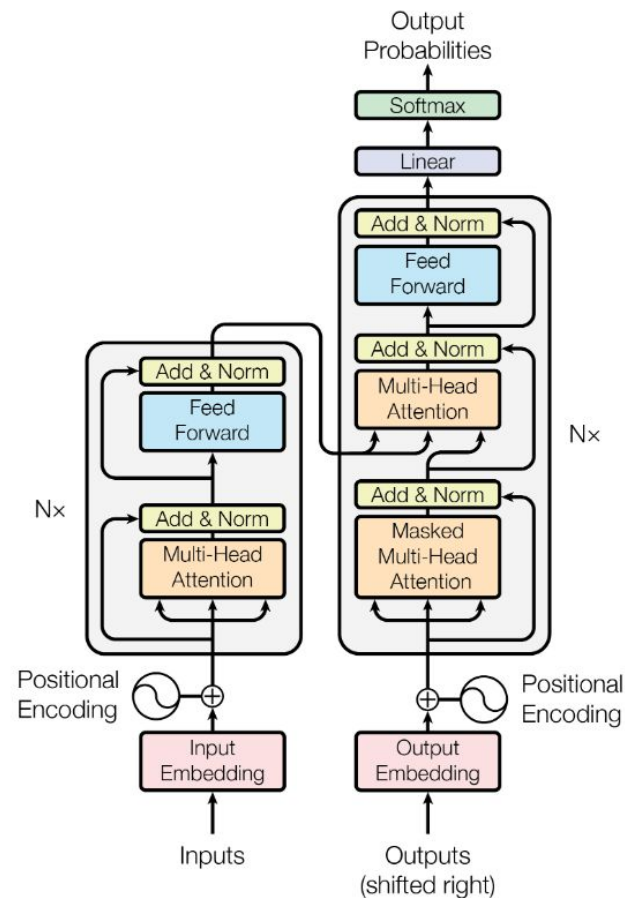 Output
Probabilities
Softmax
Linear
Add & Norm
Feed
Forward
Add & Norm
Multi-Head
Attention
Add & Norm
Masked
Multi-Head
Attention
Nx
Add & Norm
Feed
Forward
Add & Norm
Multi-Head
Attention
Nx
Positional
Encoding
Positional
Encoding
Input
Embedding
Output
Embedding
Inputs
Outputs
(shifted right)